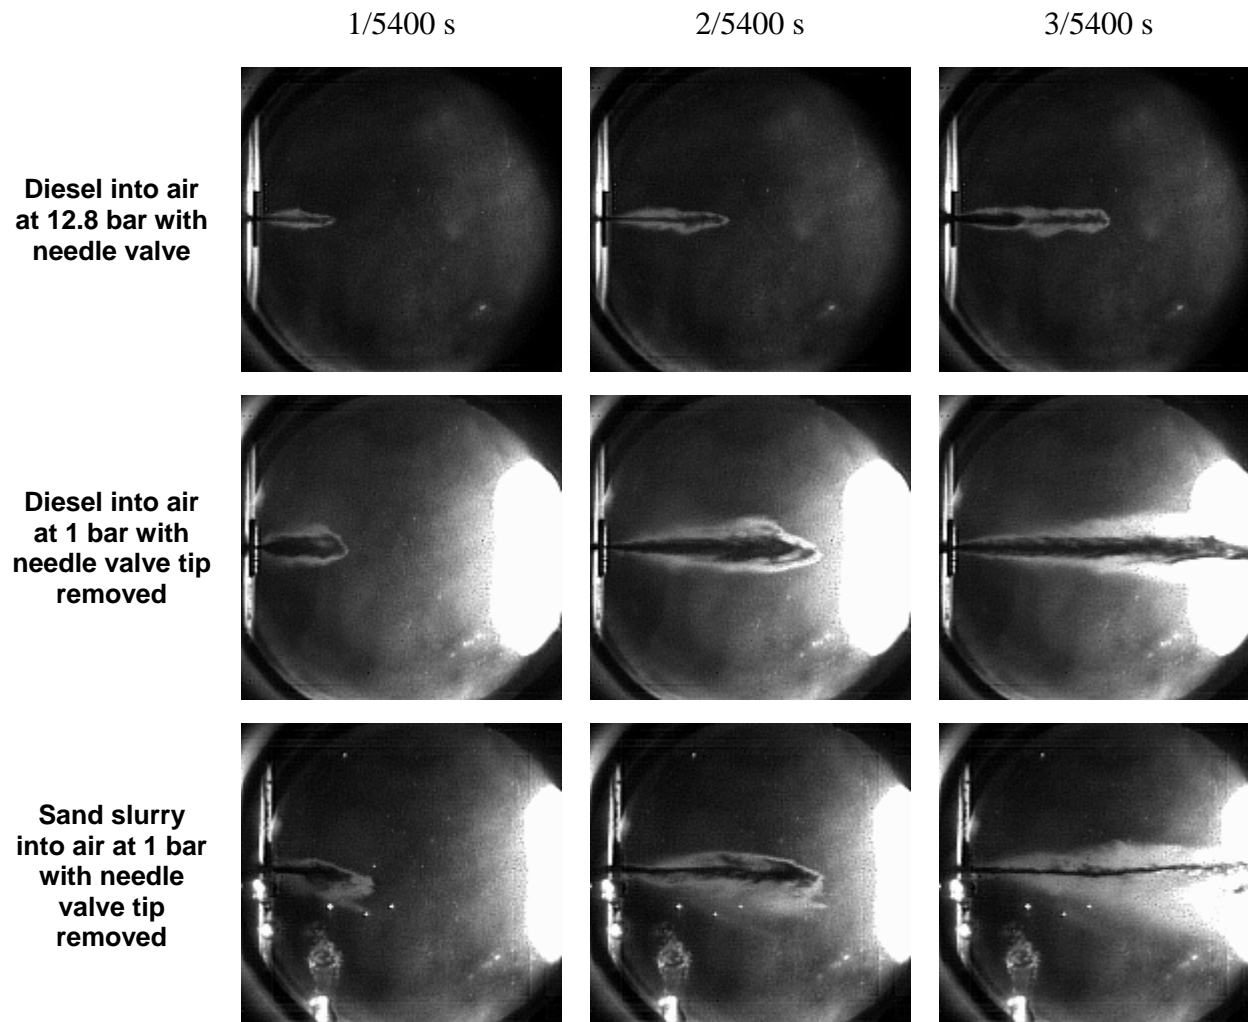 1/5400 s 2/5400 s 3/5400 s
Diesel into air
at 12.8 bar with
needle valve
Diesel into air
at 1 bar with
needle valve tip
removed
Sand slurry
into air at 1 bar
with needle
valve tip
removed